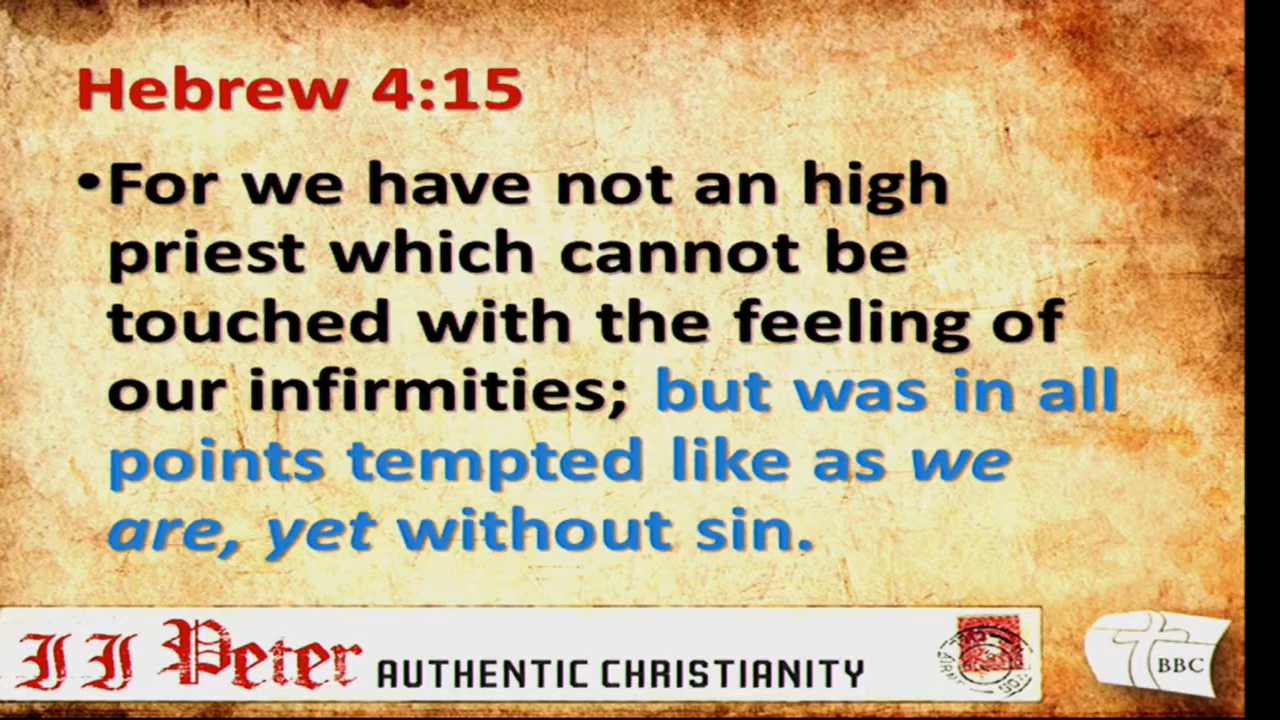 Hebrew 4:15
•For we have not an high
priest which cannot be
touched with the feeling of
our infirmities; but was in all
points tempted like as we
are, yet without sin.
II Peter AUTHENTIC CHRISTIANITY
BBC